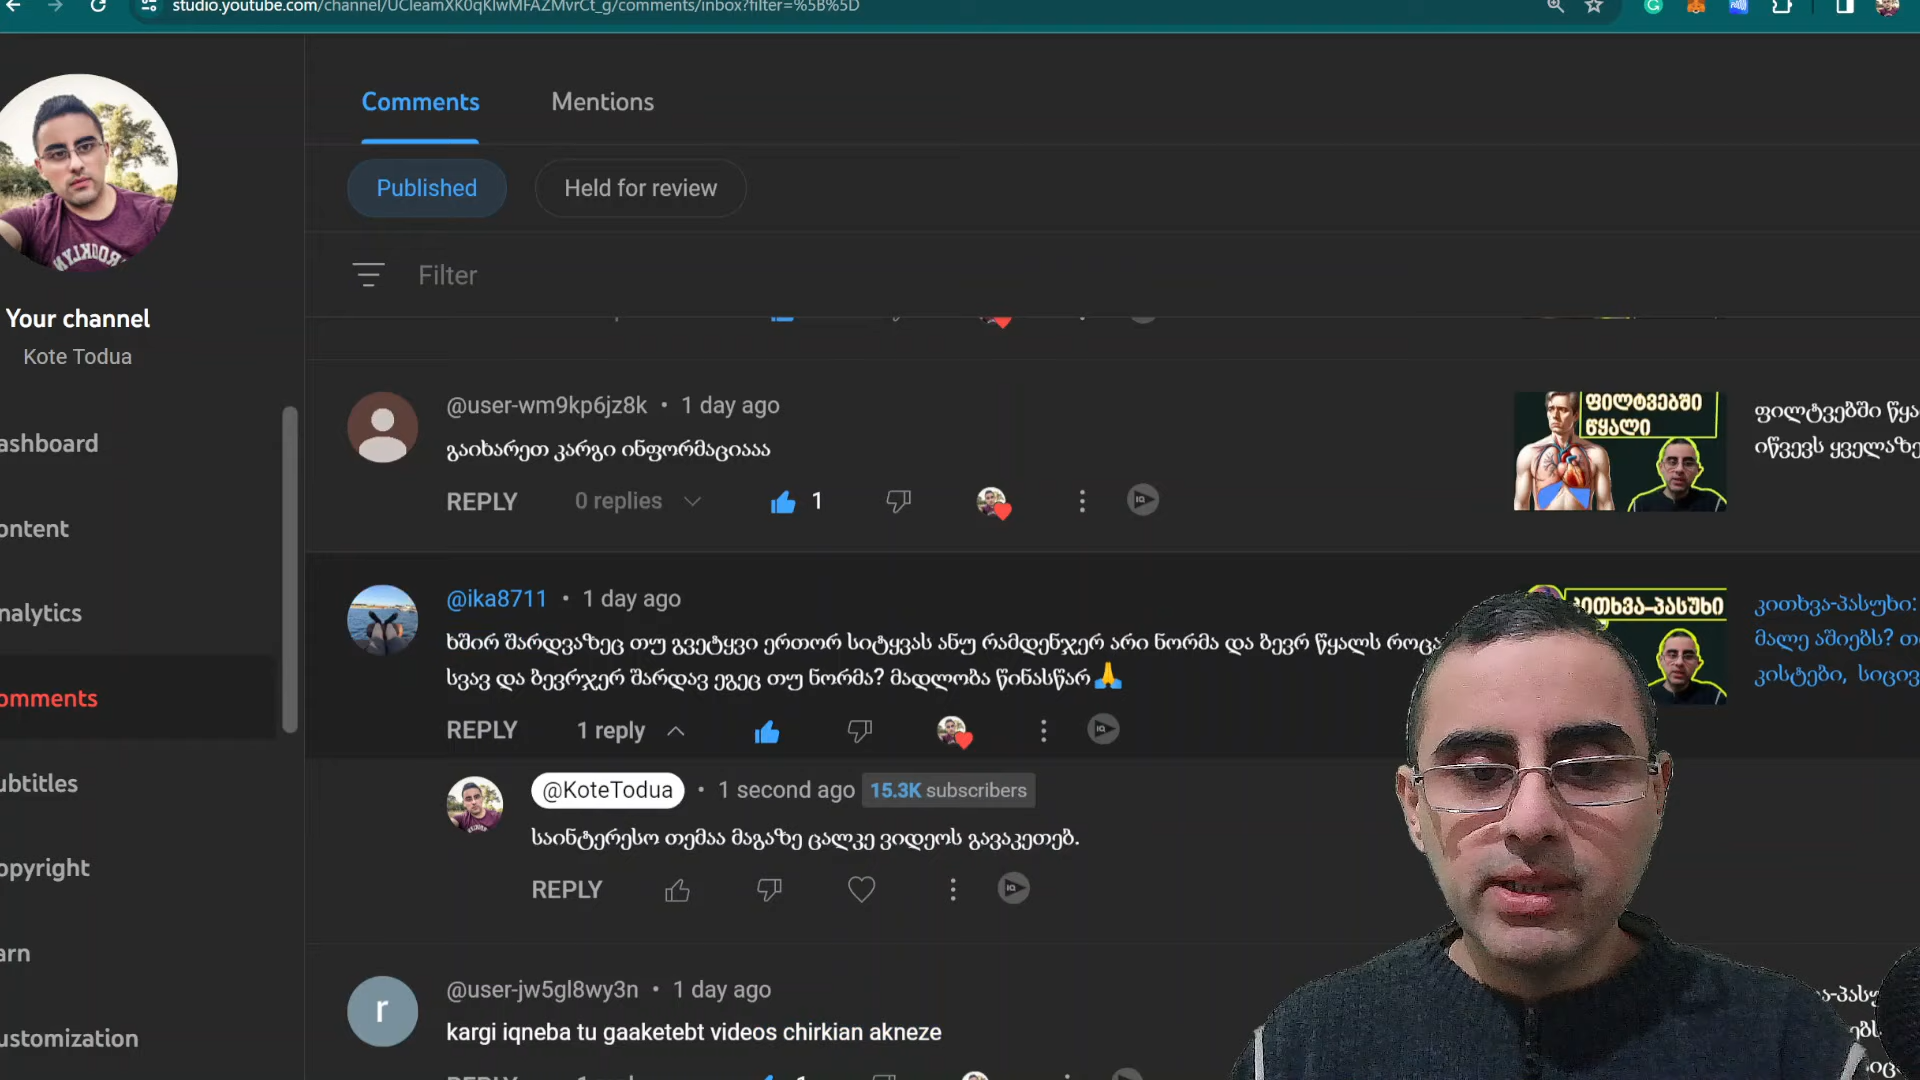 studio.youtube.com/channel/UCleamXK0qKlwMFAZMvrCt_g/comments/inbox?filter=%5B%5D
Comments
Mentions
Published
Held for review
Filter
BROOKLYN
Your channel
Kote Todua
ashboard
ontent
nalytics
omments
ubtitles
opyright
arn
ustomization
@user-wm9kp6jz8k • 1 day ago
გაიხარეთ კარგი ინფორმაციააა
REPLY
0 replies
1
ფილტვებში
წყალი
ფილტვებში წყა
იწვევს ყველაზე
@ika8711 • 1 day ago
ხშირ შარდვაზეც თუ გვეტყვი ერთორ სიტყვას ანუ რამდენჯერ არი ნორმა და ბევრ წყალს როცა
სვავ და ბევრჯერ შარდავ ეგეც თუ ნორმა? მადლობა წინასწარ🙏
REPLY
1 reply
კითხვა-პასუხი
კითხვა-პასუხი:
მალე აშიებს? თ
კისტები, სიცივ
@KoteTodua • 1 second ago 15.3K subscribers
საინტერესო თემაა მაგაზე ცალკე ვიდეოს გავაკეთებ.
REPLY
r
@user-jw5gl8wy3n • 1 day ago
kargi iqneba tu gaaketebt videos chirkian akneze